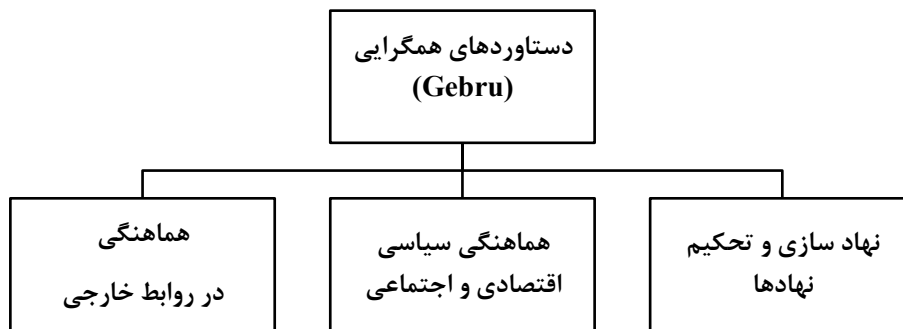 دستاوردهای همگرایی
(Gebru)
نهاد سازی و تحکیم
نهادها
هماهنگی سیاسی
اقتصادی و اجتماعی
هماهنگی
در روابط خارجی